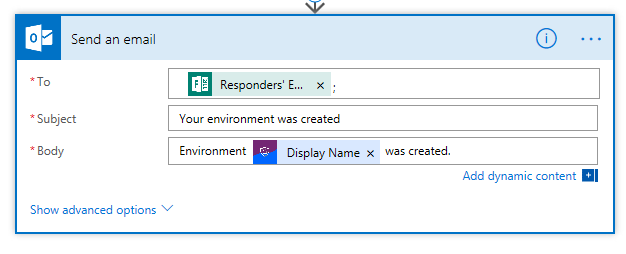 Send an email
* To Responders' E... × ;
* Subject Your environment was created
* Body Environment Display Name × was created.
Add dynamic content
Show advanced options